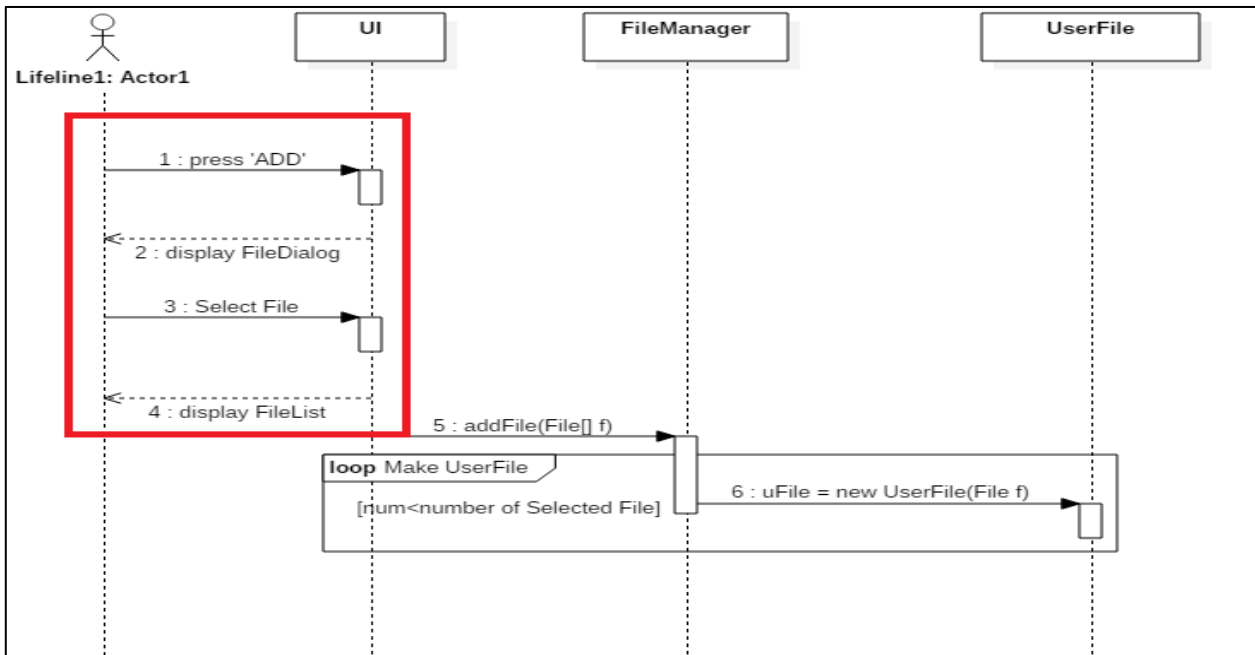 UI
FileManager
UserFile
Lifeline1: Actor1
1 : press 'ADD'
2 : display FileDialog
3 : Select File
4 : display FileList
5 : addFile(File[] f)
loop Make UserFile
6 : uFile = new UserFile(File f)
[num<number of Selected File]